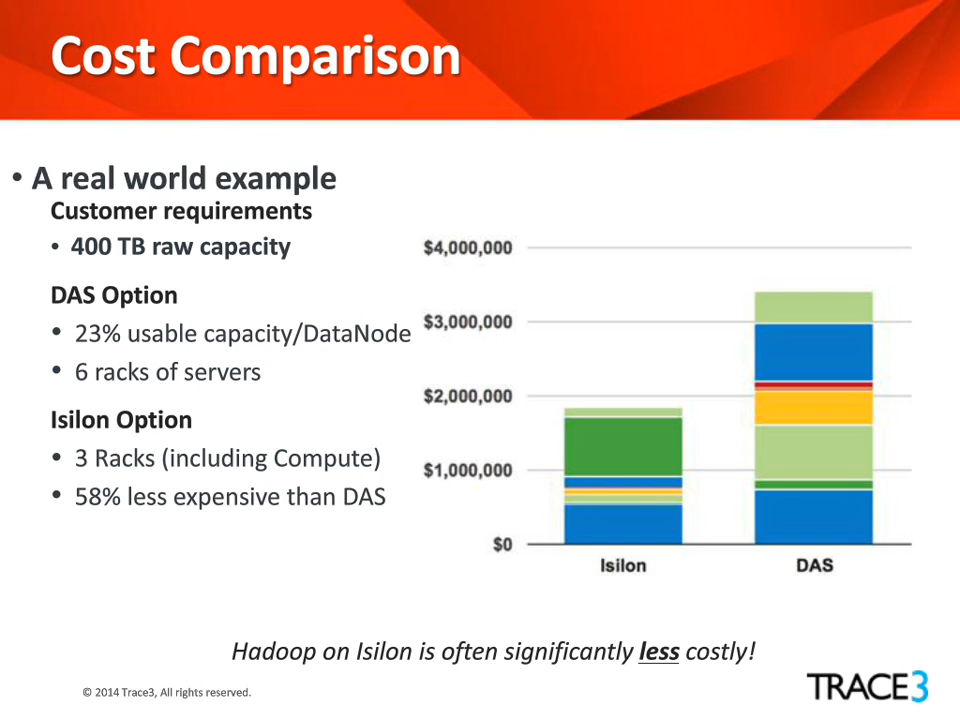 Cost Comparison
• A real world example
Customer requirements
• 400 TB raw capacity
DAS Option
• 23% usable capacity/DataNode
• 6 racks of servers
Isilon Option
• 3 Racks (including Compute)
• 58% less expensive than DAS
$4,000,000
$3,000,000
$2,000,000
$1,000,000
$0
Isilon
DAS
Hadoop on Isilon is often significantly less costly!
© 2014 Trace3, All rights reserved.
TRACE3